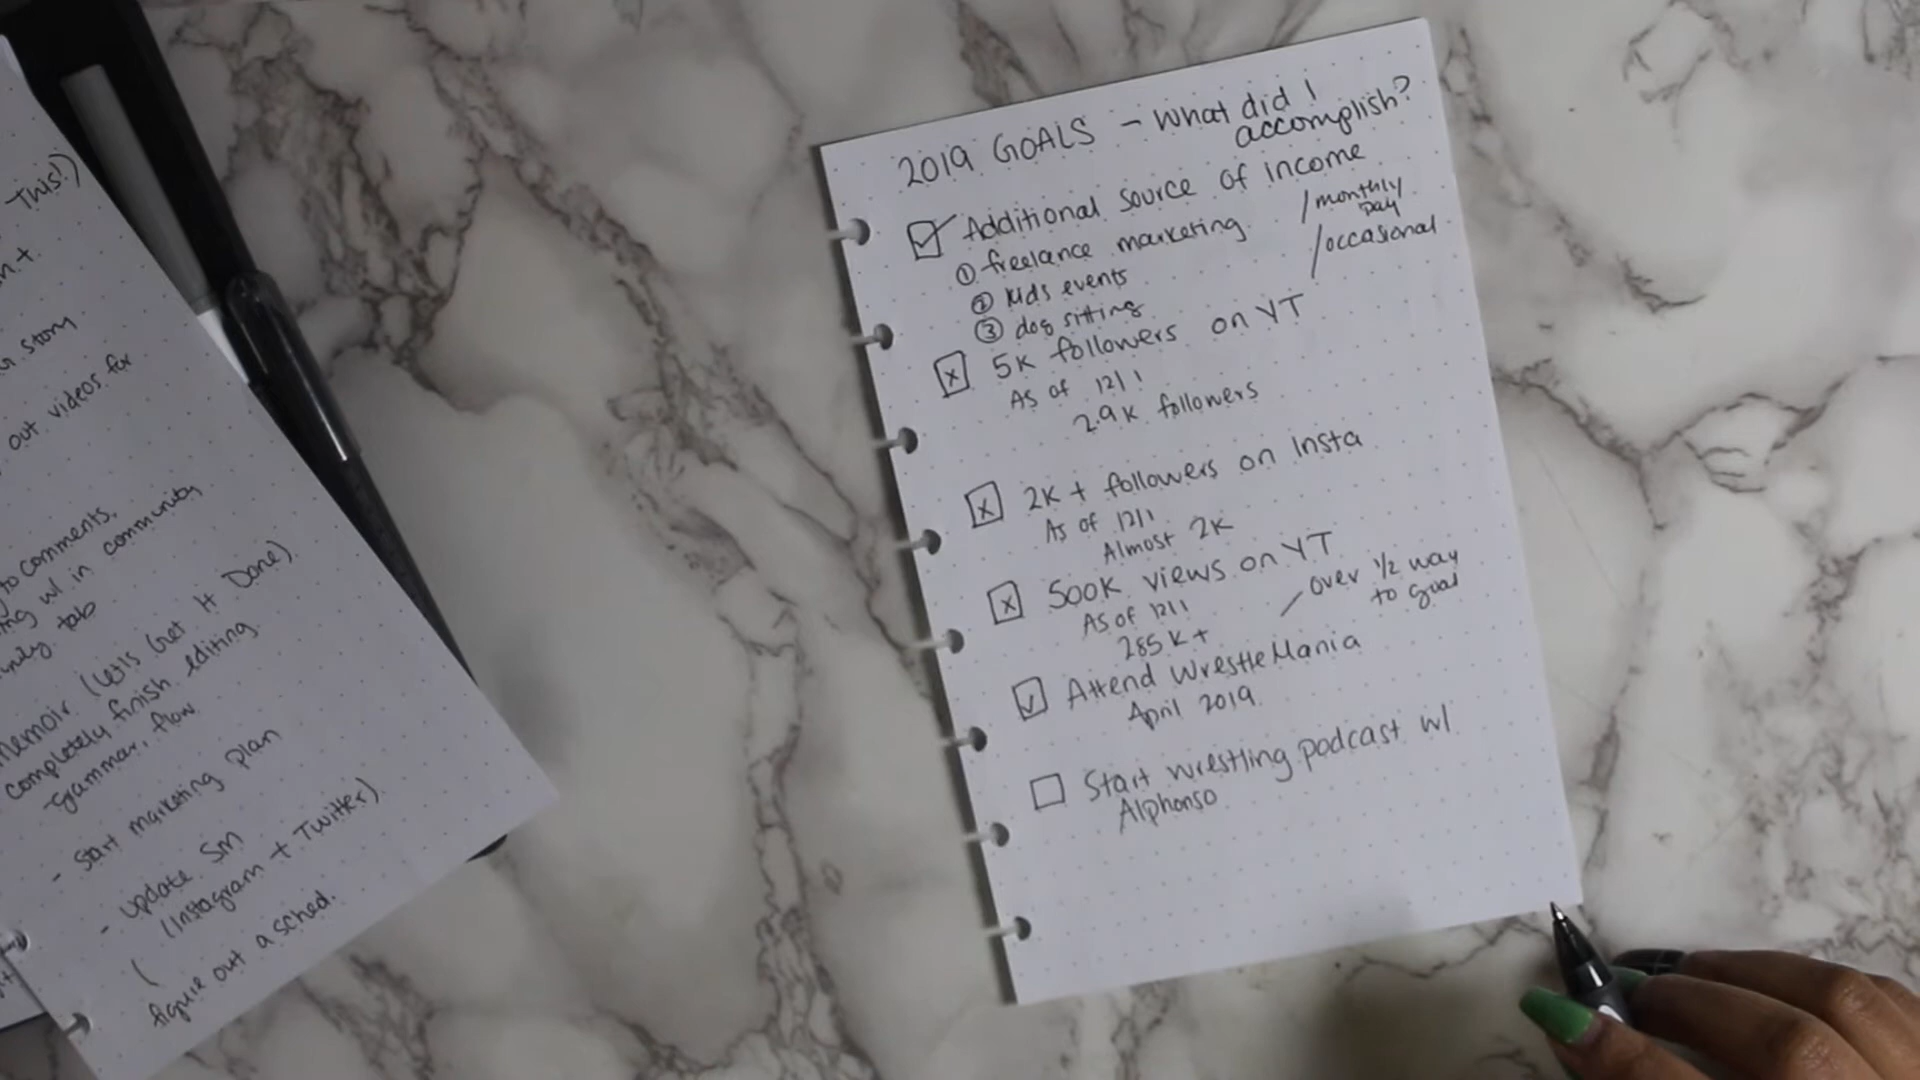 This!)
story
out videos for
to comments,
w/ in community
tab
memoir (Let's Get It Done)
completely finish editing
gammar, flow
- Start marketing plan
- update SM
(Instagram + Twitter)
(
figure out a sched.
2019 GOALS - What did I
accomplish?
Additional source of income
① freelance marketing /monthly
pay
② kids events /occasional
③ dog sitting
5K followers on YT
As of 12/1
2.9K followers
2K + followers on Insta
As of 12/1
Almost 2K
500K views on YT
As of 12/1 / over 1/2 way
to goal
285K+
Attend WrestleMania
April 2019
Start wrestling podcast w/
Alphonso